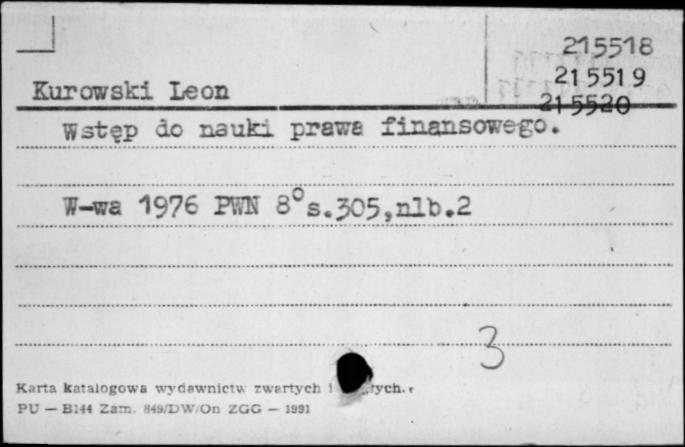 215518
215519
Kurowski Leon
215520
Wstęp do nauki prawa finansowego.
W-wa 1976 PWN 8° s.305,nlb.2
3
Karta katalogowa wydawnictw zwartych i
PU — B144 Zam. 849/DW/On ZGG — 1991